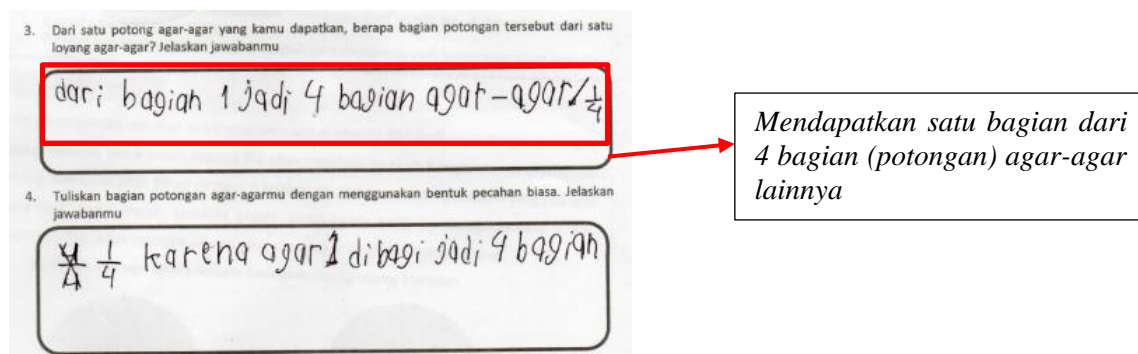 3. Dari satu potong agar-agar yang kamu dapatkan, berapa bagian potongan tersebut dari satu
loyang agar-agar? Jelaskan jawabanmu
dari bagian 1 jadi 4 bagian agar-agar/ 1/4
Mendapatkan satu bagian dari
4 bagian (potongan) agar-agar
lainnya
4. Tuliskan bagian potongan agar-agarmu dengan menggunakan bentuk pecahan biasa. Jelaskan
jawabanmu
1/4 karena agar2 dibagi jadi 4 bagian